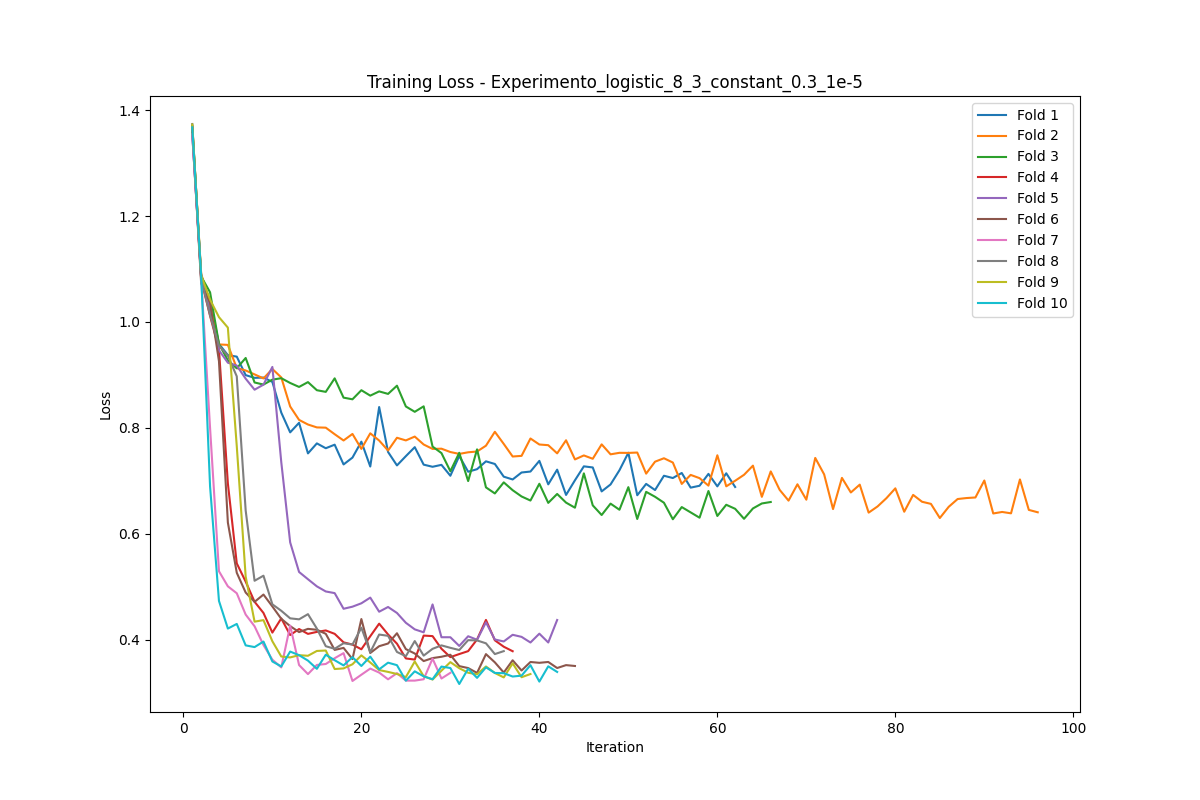 Training Loss - Experimento_logistic_8_3_constant_0.3_1e-5
1.4
1.2
1.0
0.8
0.6
0.4
Loss
0
20
40
60
80
100
Iteration
Fold 1
Fold 2
Fold 3
Fold 4
Fold 5
Fold 6
Fold 7
Fold 8
Fold 9
Fold 10